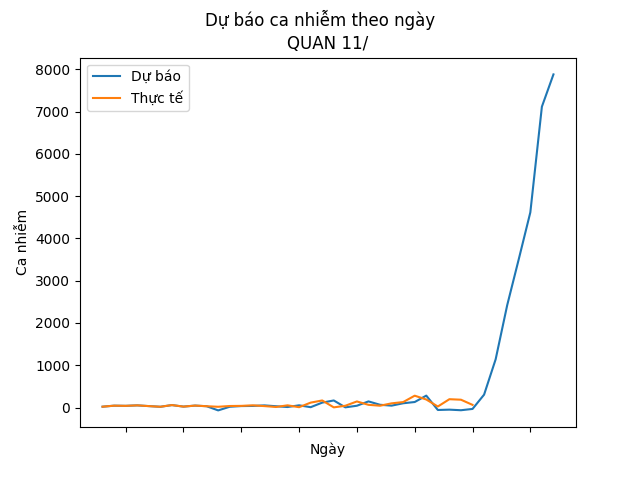 Dự báo ca nhiễm theo ngày
QUAN 11/
Dự báo
Thực tế
8000
7000
6000
5000
4000
3000
2000
1000
0
Ca nhiễm
Ngày